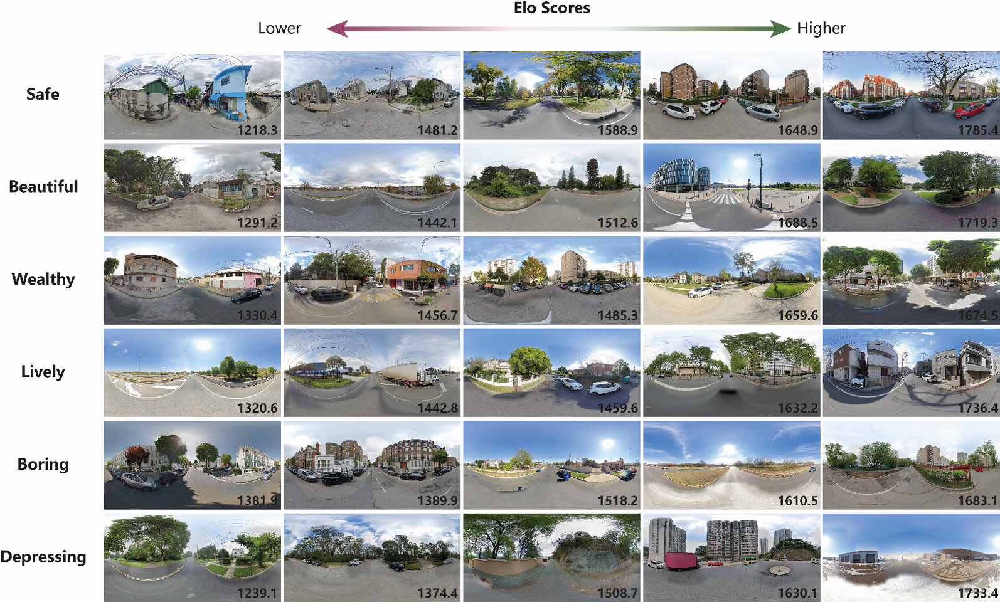 Elo Scores
Lower Higher
Safe 1218.3 1481.2 1588.9 1648.9 1785.4
Beautiful 1291.2 1442.1 1512.6 1688.5 1719.3
Wealthy 1330.4 1456.7 1485.3 1659.6 1674.5
Lively 1320.6 1442.8 1459.6 1632.2 1736.4
Boring 1381.9 1389.9 1518.2 1610.5 1683.1
Depressing 1239.1 1374.4 1508.7 1630.1 1733.4